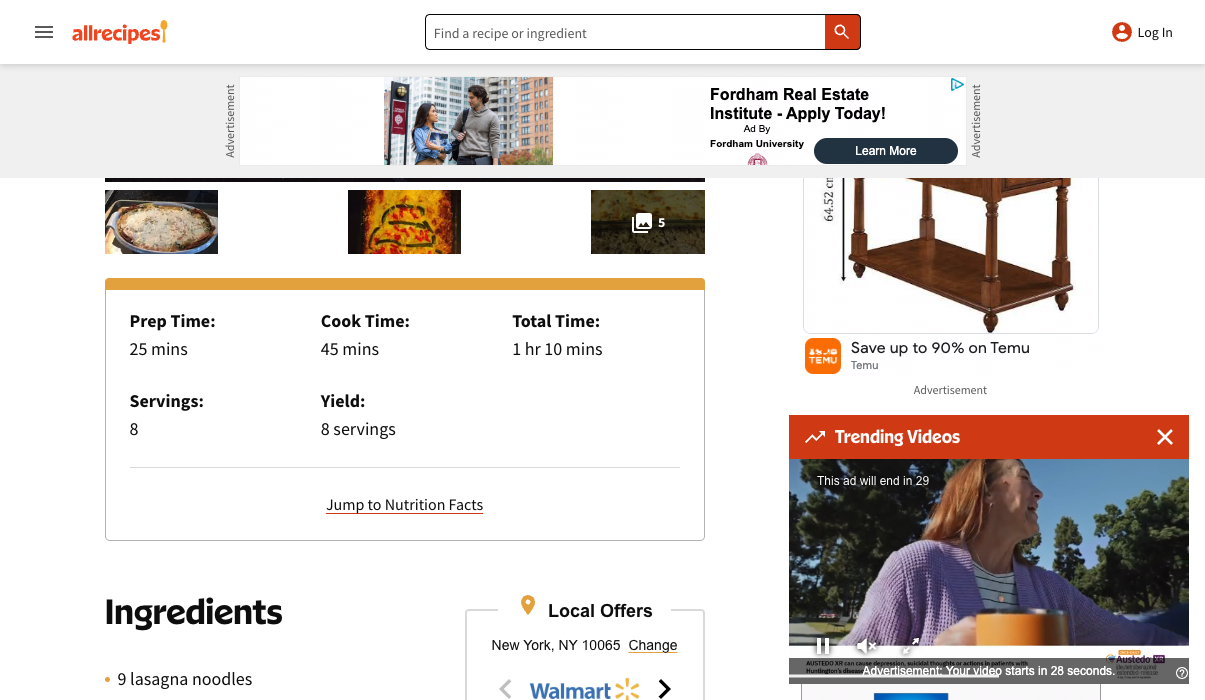 allrecipes
Find a recipe or ingredient
Log In
Advertisement
Fordham Real Estate
Institute - Apply Today!
Ad By
Fordham University
Learn More
Advertisement
5
64.52 cm
Prep Time:
25 mins
Cook Time:
45 mins
Total Time:
1 hr 10 mins
Servings:
8
Yield:
8 servings
Jump to Nutrition Facts
TEMU
Save up to 90% on Temu
Temu
Advertisement
Trending Videos
This ad will end in 29
Austedo XR
AUSTEDO XR can cause depression, suicidal thoughts or actions in patients with
Huntington's disease
Advertisement: Your video starts in 28 seconds.
Ingredients
9 lasagna noodles
Local Offers
New York, NY 10065 Change
Walmart